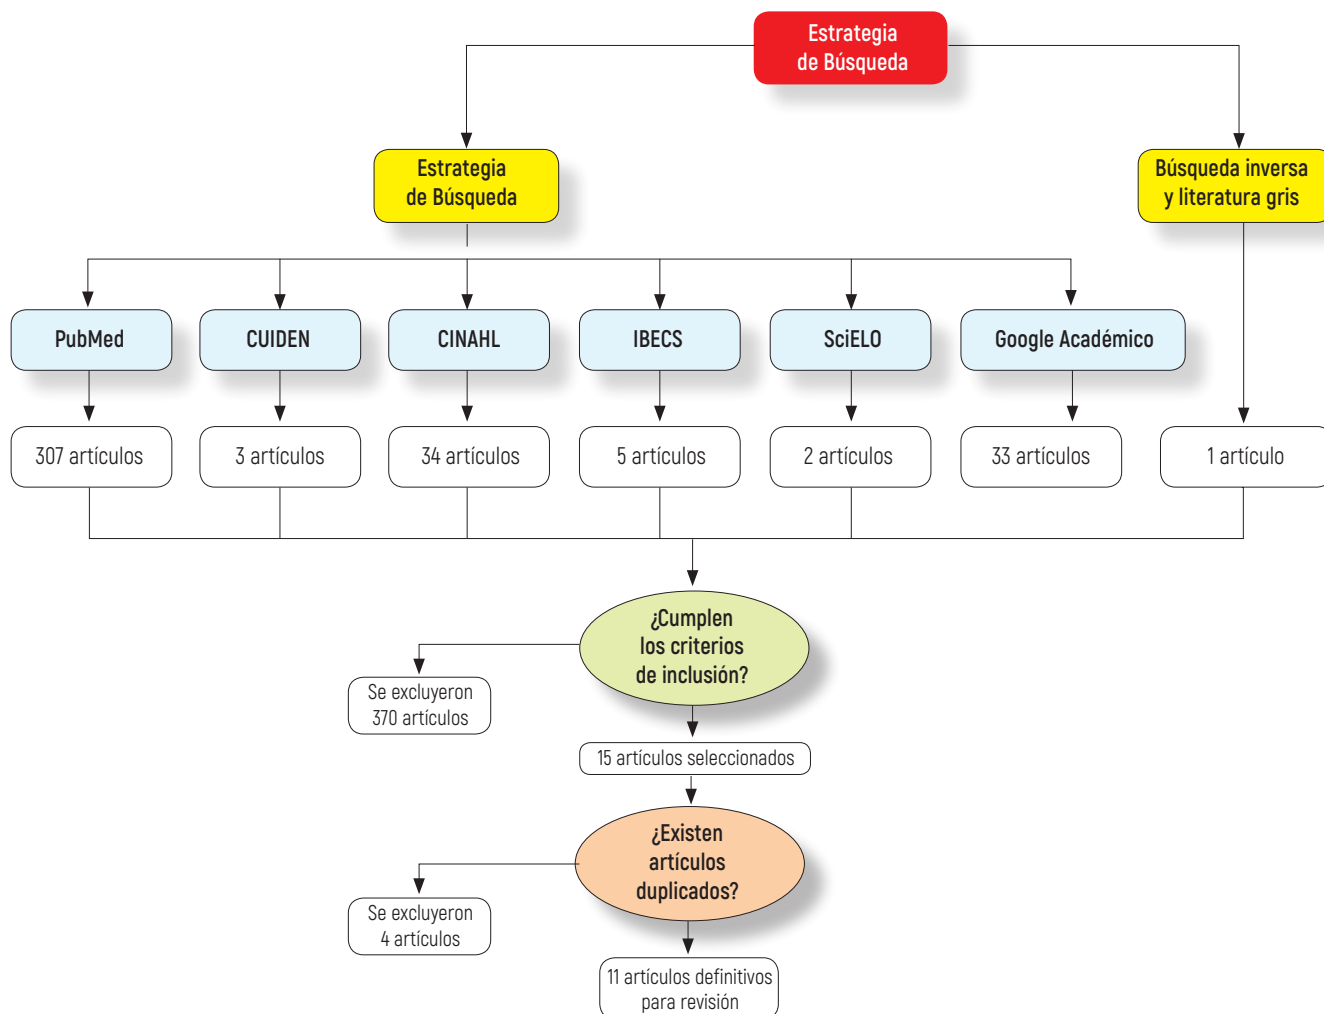 Estrategia
de Búsqueda
Estrategia
de Búsqueda
Búsqueda inversa
y literatura gris
PubMed
CUIDEN
CINAHL
IBECS
SciELO
Google Académico
307 artículos
3 artículos
34 artículos
5 artículos
2 artículos
33 artículos
1 artículo
¿Cumplen
los criterios
de inclusión?
Se excluyeron
370 artículos
15 artículos seleccionados
¿Existen
artículos
duplicados?
Se excluyeron
4 artículos
11 artículos definitivos
para revisión